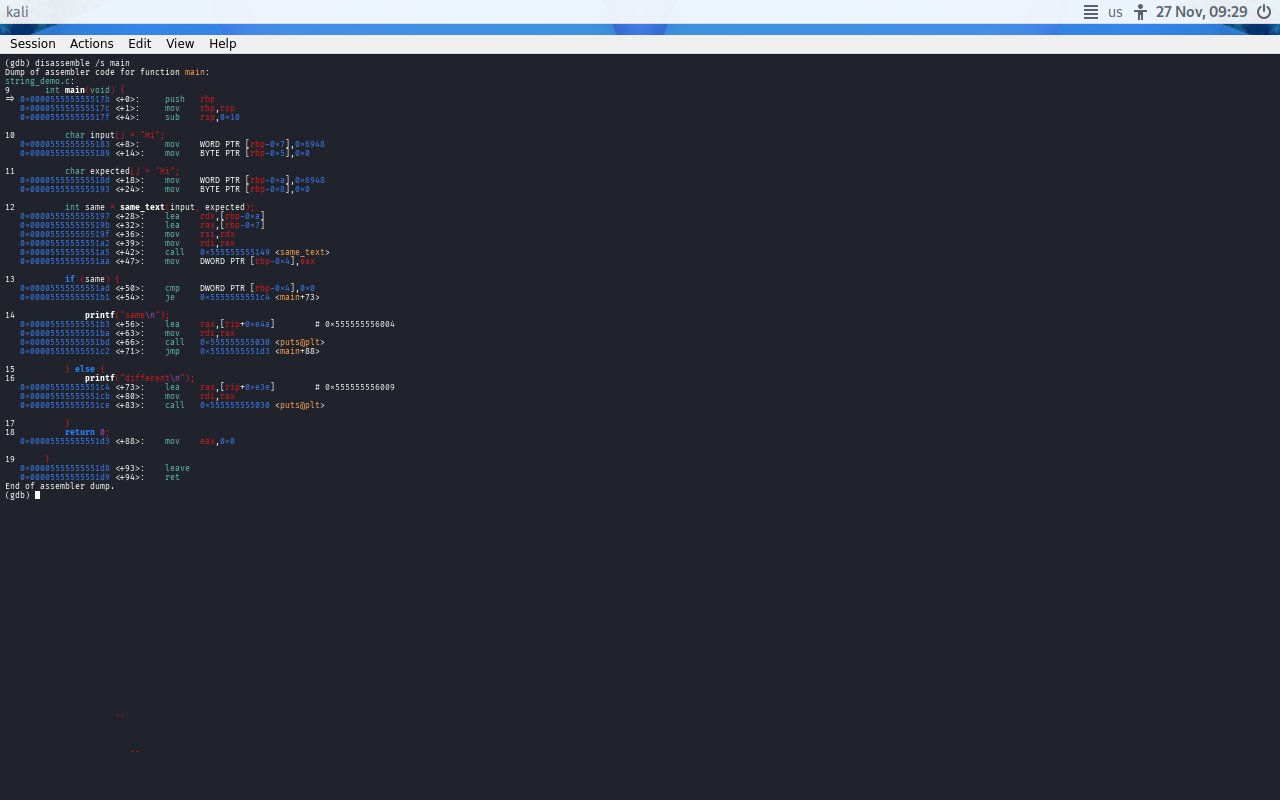 kali
us 27 Nov, 09:29
Session Actions Edit View Help
(gdb) disassemble /s main
Dump of assembler code for function main:
string_demo.c:
9 int main(void) {
=> 0x000055555555517b <+0>: push rbp
0x000055555555517c <+1>: mov rbp,rsp
0x000055555555517f <+4>: sub rsp,0x10
10 char input[] = "Hi";
0x0000555555555183 <+8>: mov WORD PTR [rbp-0x7],0x6948
0x0000555555555189 <+14>: mov BYTE PTR [rbp-0x5],0x0
11 char expected[] = "Hi";
0x000055555555518d <+18>: mov WORD PTR [rbp-0xa],0x6948
0x0000555555555193 <+24>: mov BYTE PTR [rbp-0x8],0x0
12 int same = same_text(input, expected);
0x0000555555555197 <+28>: lea rdx,[rbp-0xa]
0x000055555555519b <+32>: lea rax,[rbp-0x7]
0x000055555555519f <+36>: mov rsi,rdx
0x00005555555551a2 <+39>: mov rdi,rax
0x00005555555551a5 <+42>: call 0x555555555149 <same_text>
0x00005555555551aa <+47>: mov DWORD PTR [rbp-0x4],eax
13 if (same) {
0x00005555555551ad <+50>: cmp DWORD PTR [rbp-0x4],0x0
0x00005555555551b1 <+54>: je 0x5555555551c4 <main+73>
14 printf("same\n");
0x00005555555551b3 <+56>: lea rax,[rip+0xe4a] # 0x555555556004
0x00005555555551ba <+63>: mov rdi,rax
0x00005555555551bd <+66>: call 0x555555555030 <puts@plt>
0x00005555555551c2 <+71>: jmp 0x5555555551d3 <main+88>
15 } else {
16 printf("different\n");
0x00005555555551c4 <+73>: lea rax,[rip+0xe3e] # 0x555555556009
0x00005555555551cb <+80>: mov rdi,rax
0x00005555555551ce <+83>: call 0x555555555030 <puts@plt>
17 }
18 return 0;
0x00005555555551d3 <+88>: mov eax,0x0
19 }
0x00005555555551d8 <+93>: leave
0x00005555555551d9 <+94>: ret
End of assembler dump.
(gdb)